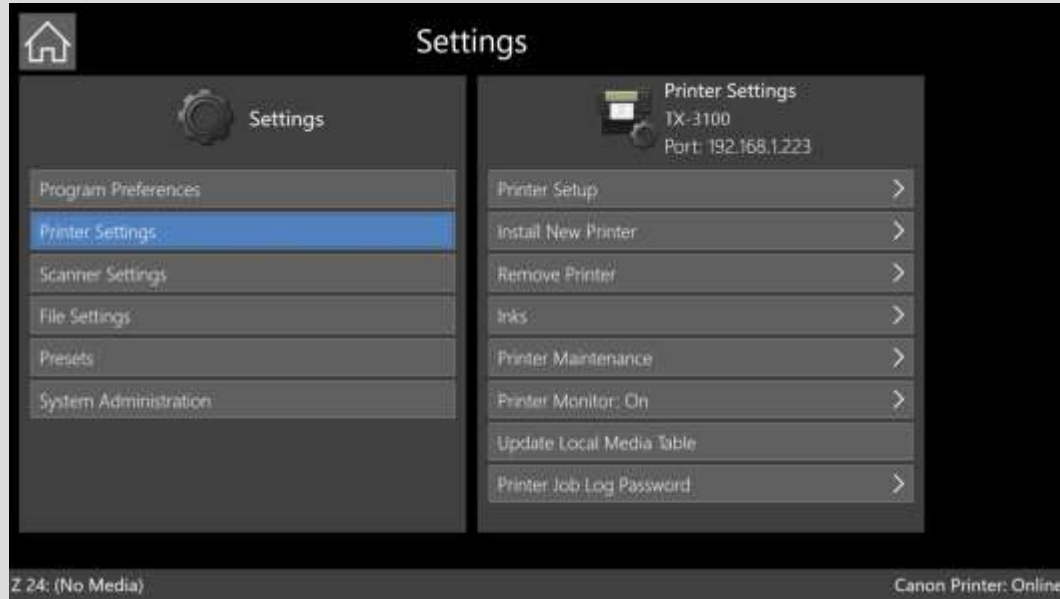 Settings
Settings
Program Preferences
Printer Settings
Scanner Settings
File Settings
Presets
System Administration
Printer Settings
TX-3100
Port: 192.168.1.223
Printer Setup
Install New Printer
Remove Printer
Inks
Printer Maintenance
Printer Monitor: On
Update Local Media Table
Printer Job Log Password
Z 24: (No Media)
Canon Printer: Online